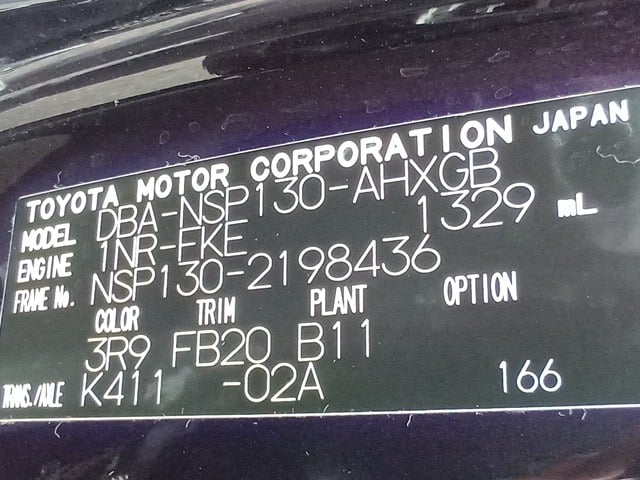 TOYOTA MOTOR CORPORATION JAPAN
MODEL DBA-NSP130-AHXGB
ENGINE 1NR-FKE 1329 mL
FRAME No. NSP130-2198436
COLOR TRIM PLANT OPTION
3R9 FB20 B11
TRANS./AXLE K411 -02A 166